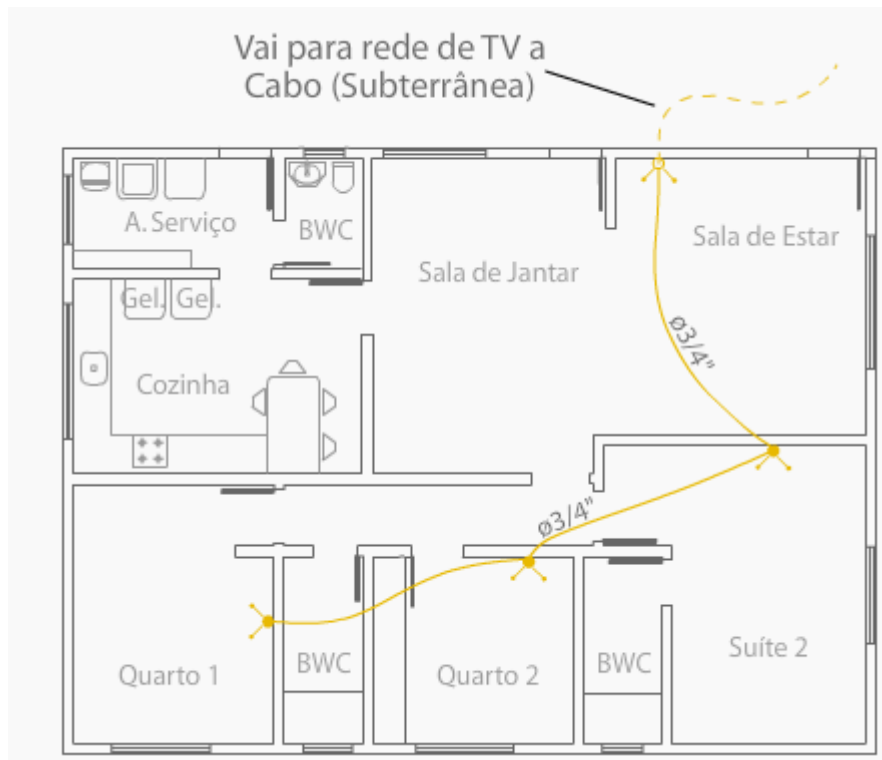 Vai para rede de TV a
Cabo (Subterrânea)
A. Serviço
BWC
Sala de Estar
Sala de Jantar
Gel. Gel.
ø3/4"
Cozinha
ø3/4"
Suíte 2
Quarto 1
BWC
Quarto 2
BWC